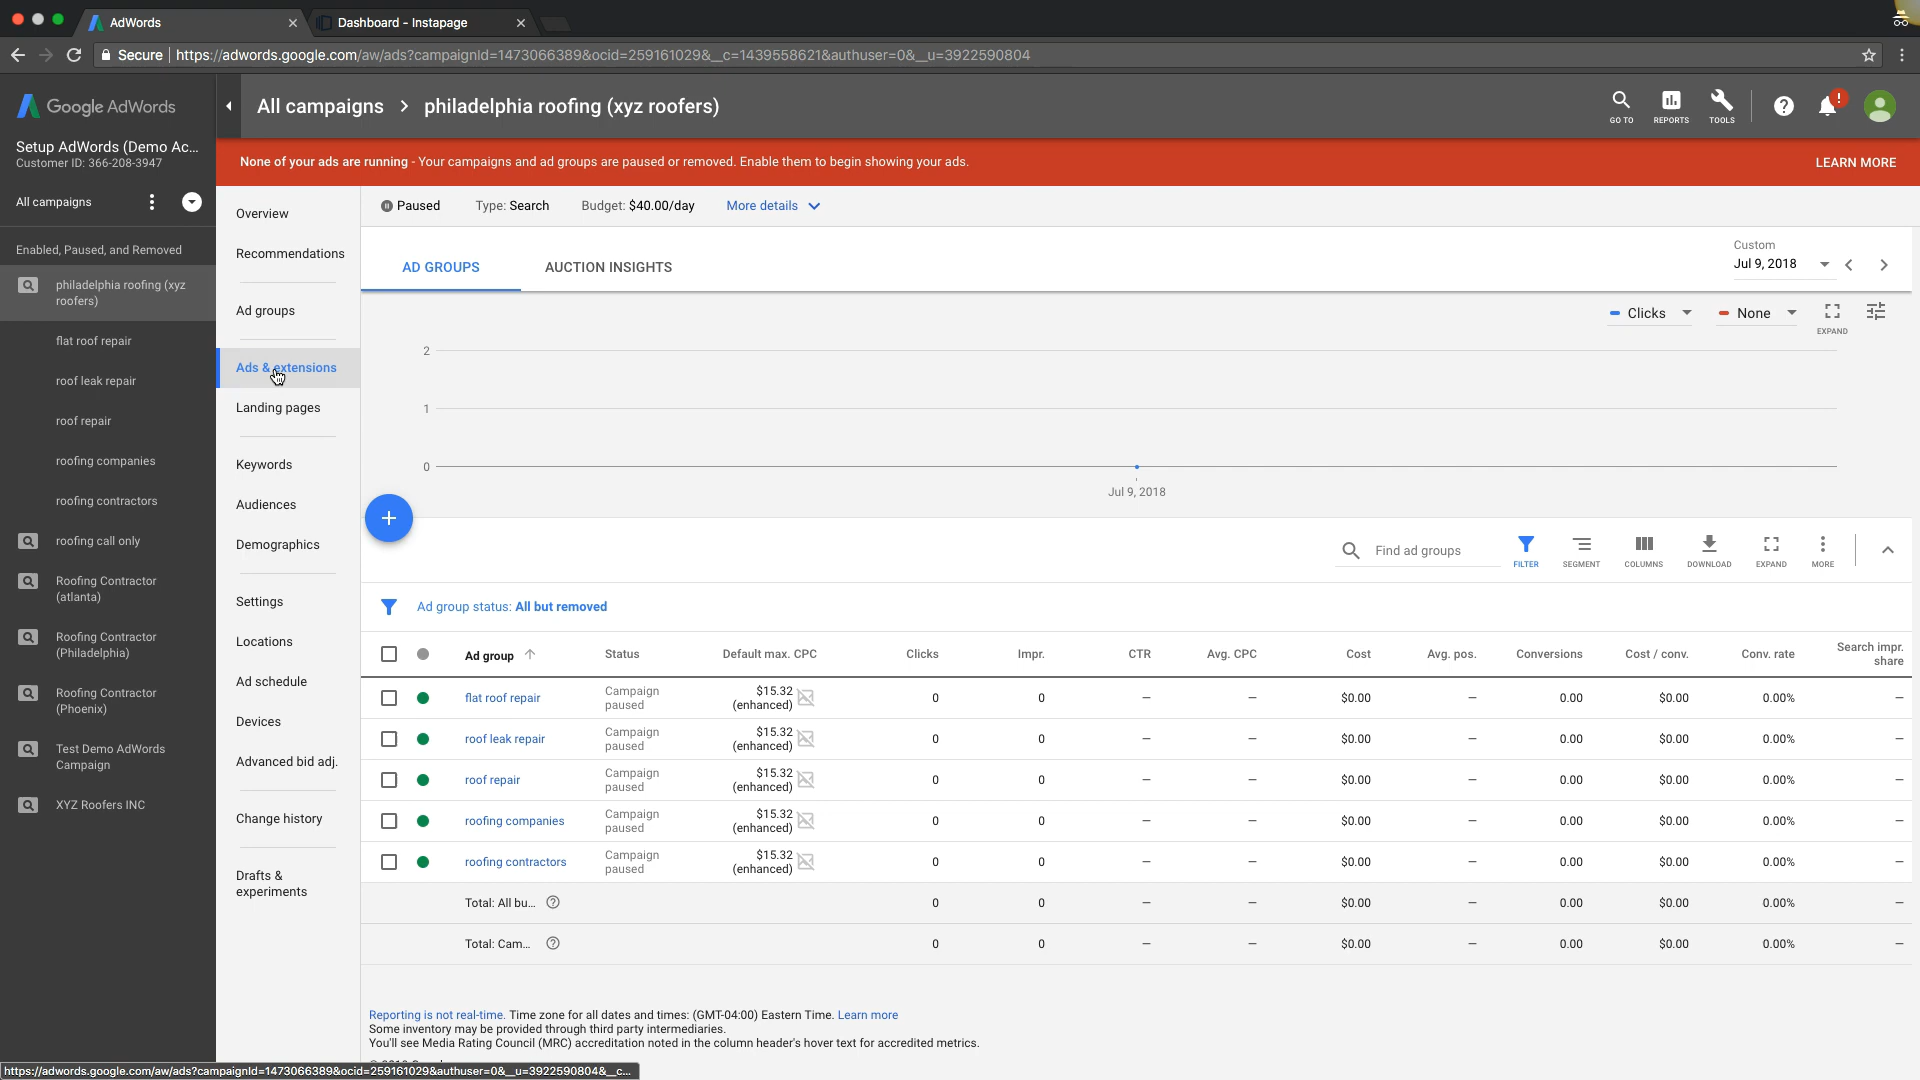 AdWords
Dashboard - Instapage
Secure
https://adwords.google.com/aw/ads?campaignId=1473066389&ocid=259161029&__c=1439558621&authuser=0&__u=3922590804
Google AdWords
All campaigns > philadelphia roofing (xyz roofers)
GO TO
REPORTS
TOOLS
Setup AdWords (Demo Ac...
Customer ID: 366-208-3947
None of your ads are running - Your campaigns and ad groups are paused or removed. Enable them to begin showing your ads.
LEARN MORE
All campaigns
Enabled, Paused, and Removed
philadelphia roofing (xyz
roofers)
flat roof repair
roof leak repair
roof repair
roofing companies
roofing contractors
roofing call only
Roofing Contractor
(atlanta)
Roofing Contractor
(Philadelphia)
Roofing Contractor
(Phoenix)
Test Demo AdWords
Campaign
XYZ Roofers INC
Overview
Recommendations
Ad groups
Ads & extensions
Landing pages
Keywords
Audiences
Demographics
Settings
Locations
Ad schedule
Devices
Advanced bid adj.
Change history
Drafts &
experiments
Paused
Type: Search
Budget: $40.00/day
More details
AD GROUPS
AUCTION INSIGHTS
Custom
Jul 9, 2018
Clicks
None
EXPAND
2
1
0
Jul 9, 2018
Find ad groups
FILTER
SEGMENT
COLUMNS
DOWNLOAD
EXPAND
MORE
Ad group status: All but removed
Ad group Status Default max. CPC Clicks Impr. CTR Avg. CPC Cost Avg. pos. Conversions Cost / conv. Conv. rate Search impr.
share
flat roof repair Campaign $15.32 0 0 — — $0.00 — 0.00 $0.00 0.00% —
paused (enhanced)
roof leak repair Campaign $15.32 0 0 — — $0.00 — 0.00 $0.00 0.00% —
paused (enhanced)
roof repair Campaign $15.32 0 0 — — $0.00 — 0.00 $0.00 0.00% —
paused (enhanced)
roofing companies Campaign $15.32 0 0 — — $0.00 — 0.00 $0.00 0.00% —
paused (enhanced)
roofing contractors Campaign $15.32 0 0 — — $0.00 — 0.00 $0.00 0.00% —
paused (enhanced)
Total: All bu... 0 0 — — $0.00 — 0.00 $0.00 0.00% —
Total: Cam... 0 0 — — $0.00 — 0.00 $0.00 0.00% —
Reporting is not real-time. Time zone for all dates and times: (GMT-04:00) Eastern Time. Learn more
Some inventory may be provided through third party intermediaries.
You'll see Media Rating Council (MRC) accreditation noted in the column header's hover text for accredited metrics.
https://adwords.google.com/aw/ads?campaignId=1473066389&ocid=259161029&authuser=0&__u=3922590804&__c...